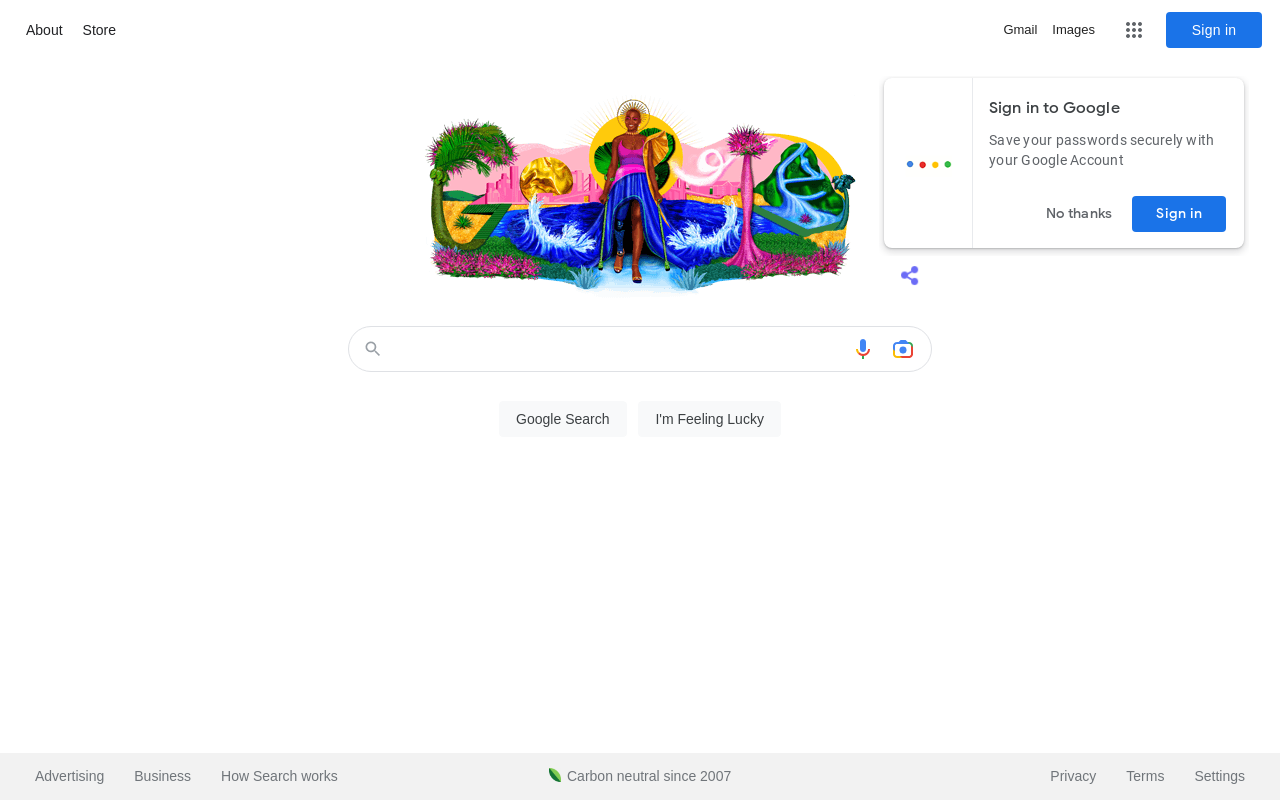 About
Store
Gmail
Images
Sign in
Sign in to Google
Save your passwords securely with
your Google Account
No thanks
Sign in
Google Search
I'm Feeling Lucky
Advertising
Business
How Search works
Carbon neutral since 2007
Privacy
Terms
Settings